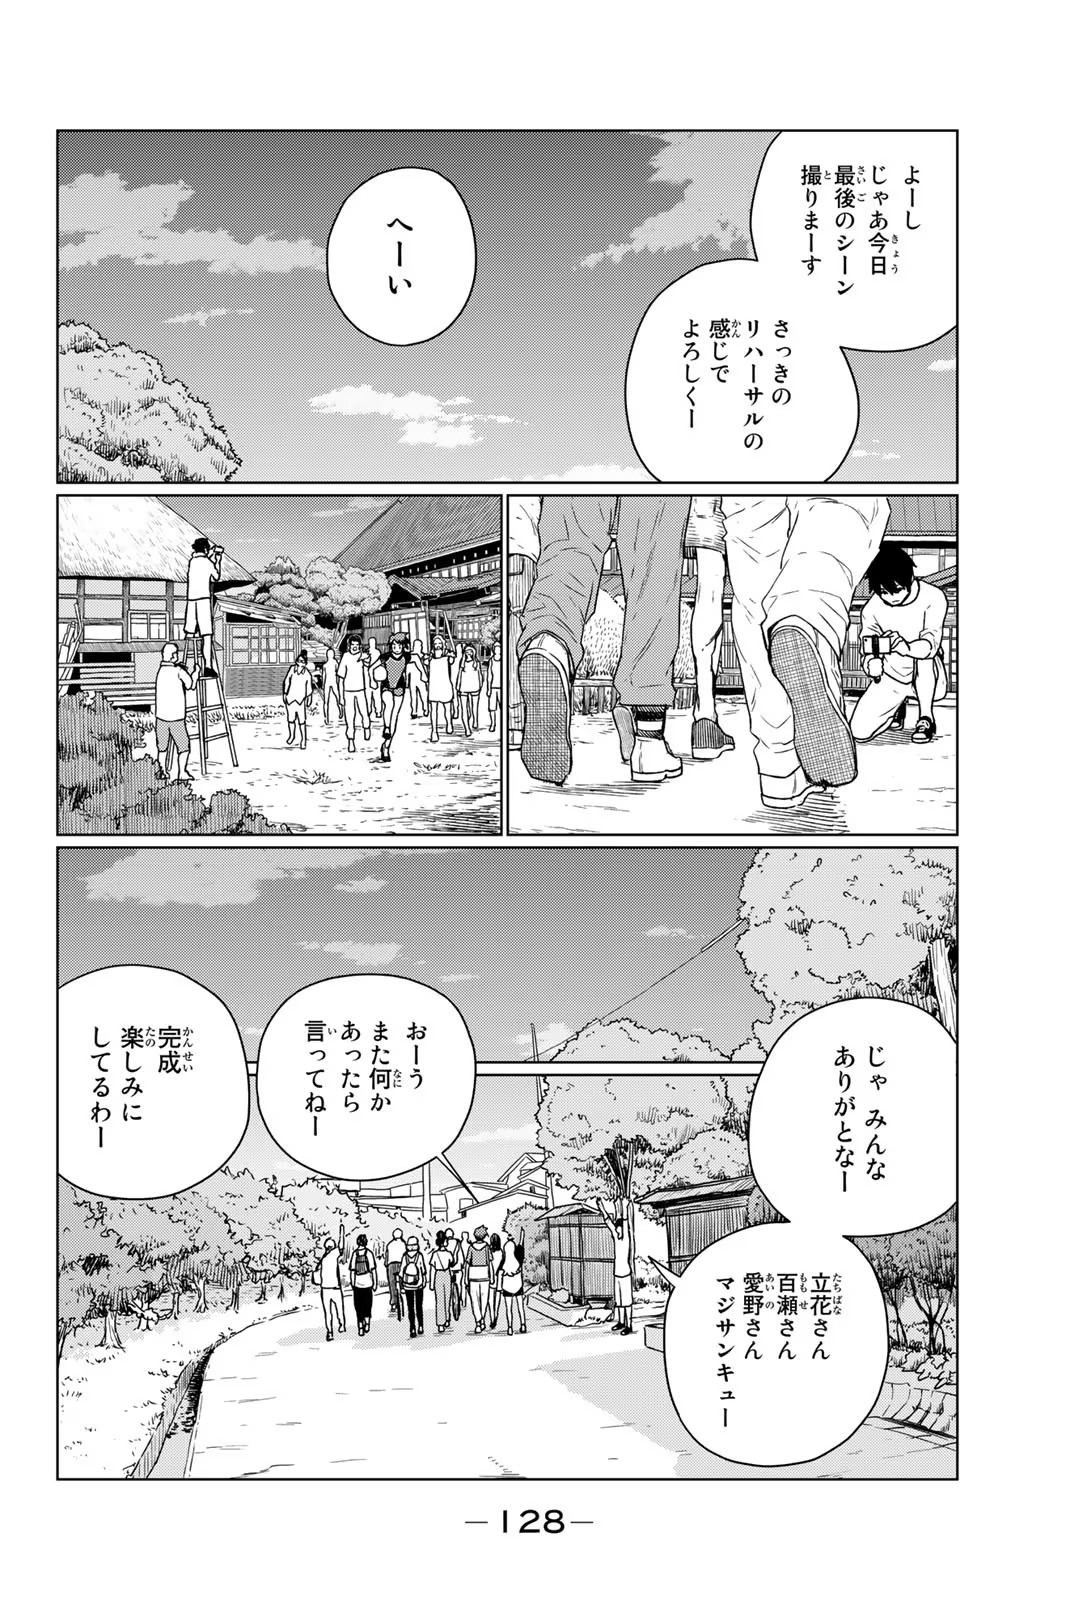 よーし
じゃあ今日
最後のシーン
撮りまーす
さっきの
リハーサルの
感じで
よろしくー
へーい
じゃ みんな
ありがとなー
立花さん
百瀬さん
愛野さん
マジサンキュー
おーう
また何か
あったら
言ってねー
完成
楽しみに
してるわー
—128—